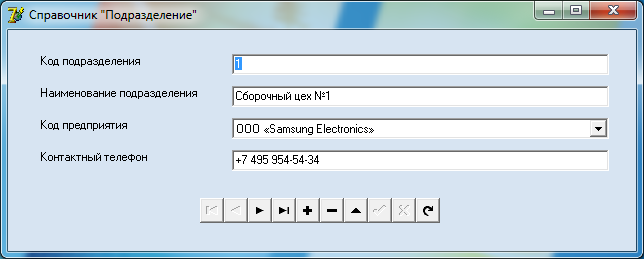 Справочник "Подразделение"
Код подразделения 1
Наименование подразделения Сборочный цех №1
Код предприятия ООО «Samsung Electronics»
Контактный телефон +7 495 954-54-34